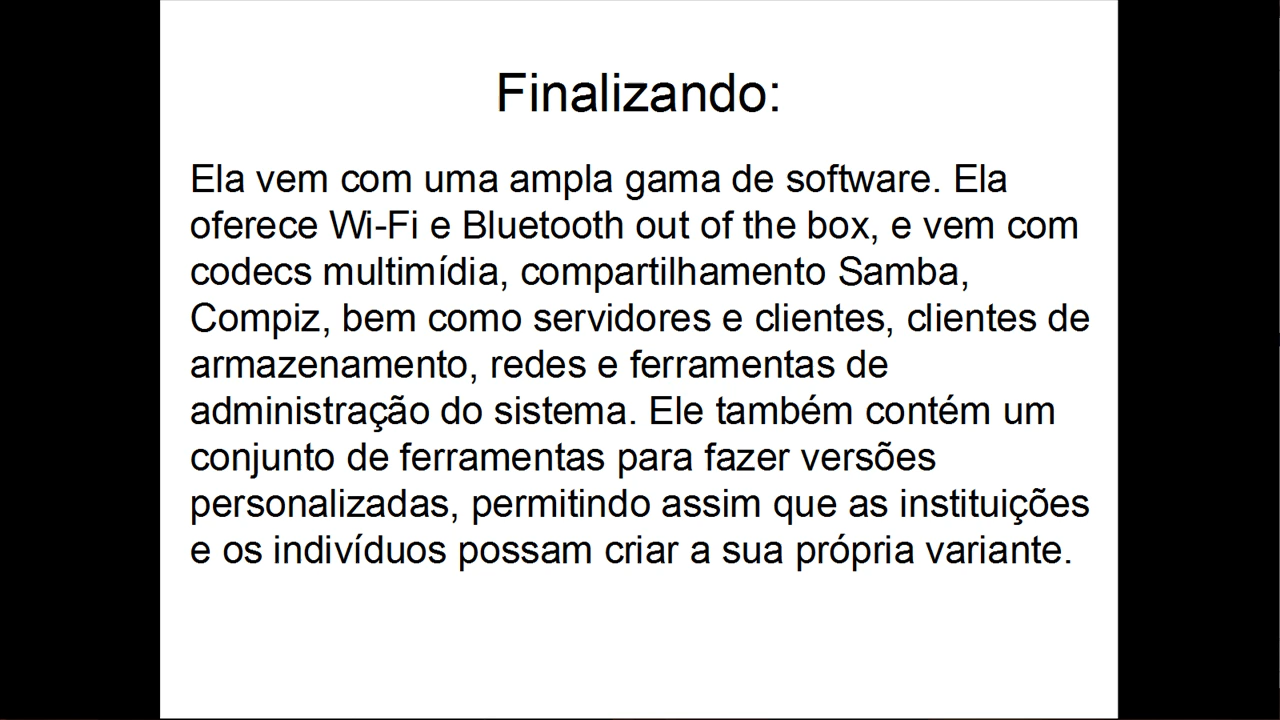 Finalizando:
Ela vem com uma ampla gama de software. Ela
oferece Wi-Fi e Bluetooth out of the box, e vem com
codecs multimídia, compartilhamento Samba,
Compiz, bem como servidores e clientes, clientes de
armazenamento, redes e ferramentas de
administração do sistema. Ele também contém um
conjunto de ferramentas para fazer versões
personalizadas, permitindo assim que as instituições
e os indivíduos possam criar a sua própria variante.